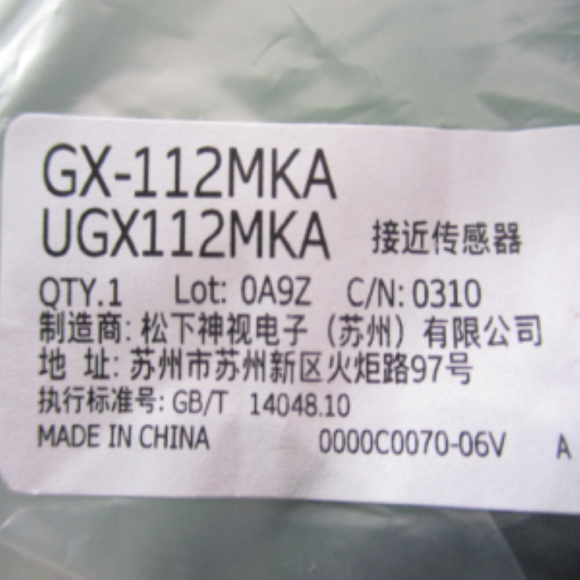 GX-112MKA
UGX112MKA 接近传感器
QTY.1 Lot: 0A9Z C/N: 0310
制造商: 松下神视电子（苏州）有限公司
地 址: 苏州市苏州新区火炬路97号
执行标准号: GB/T 14048.10
MADE IN CHINA 0000C0070-06V A